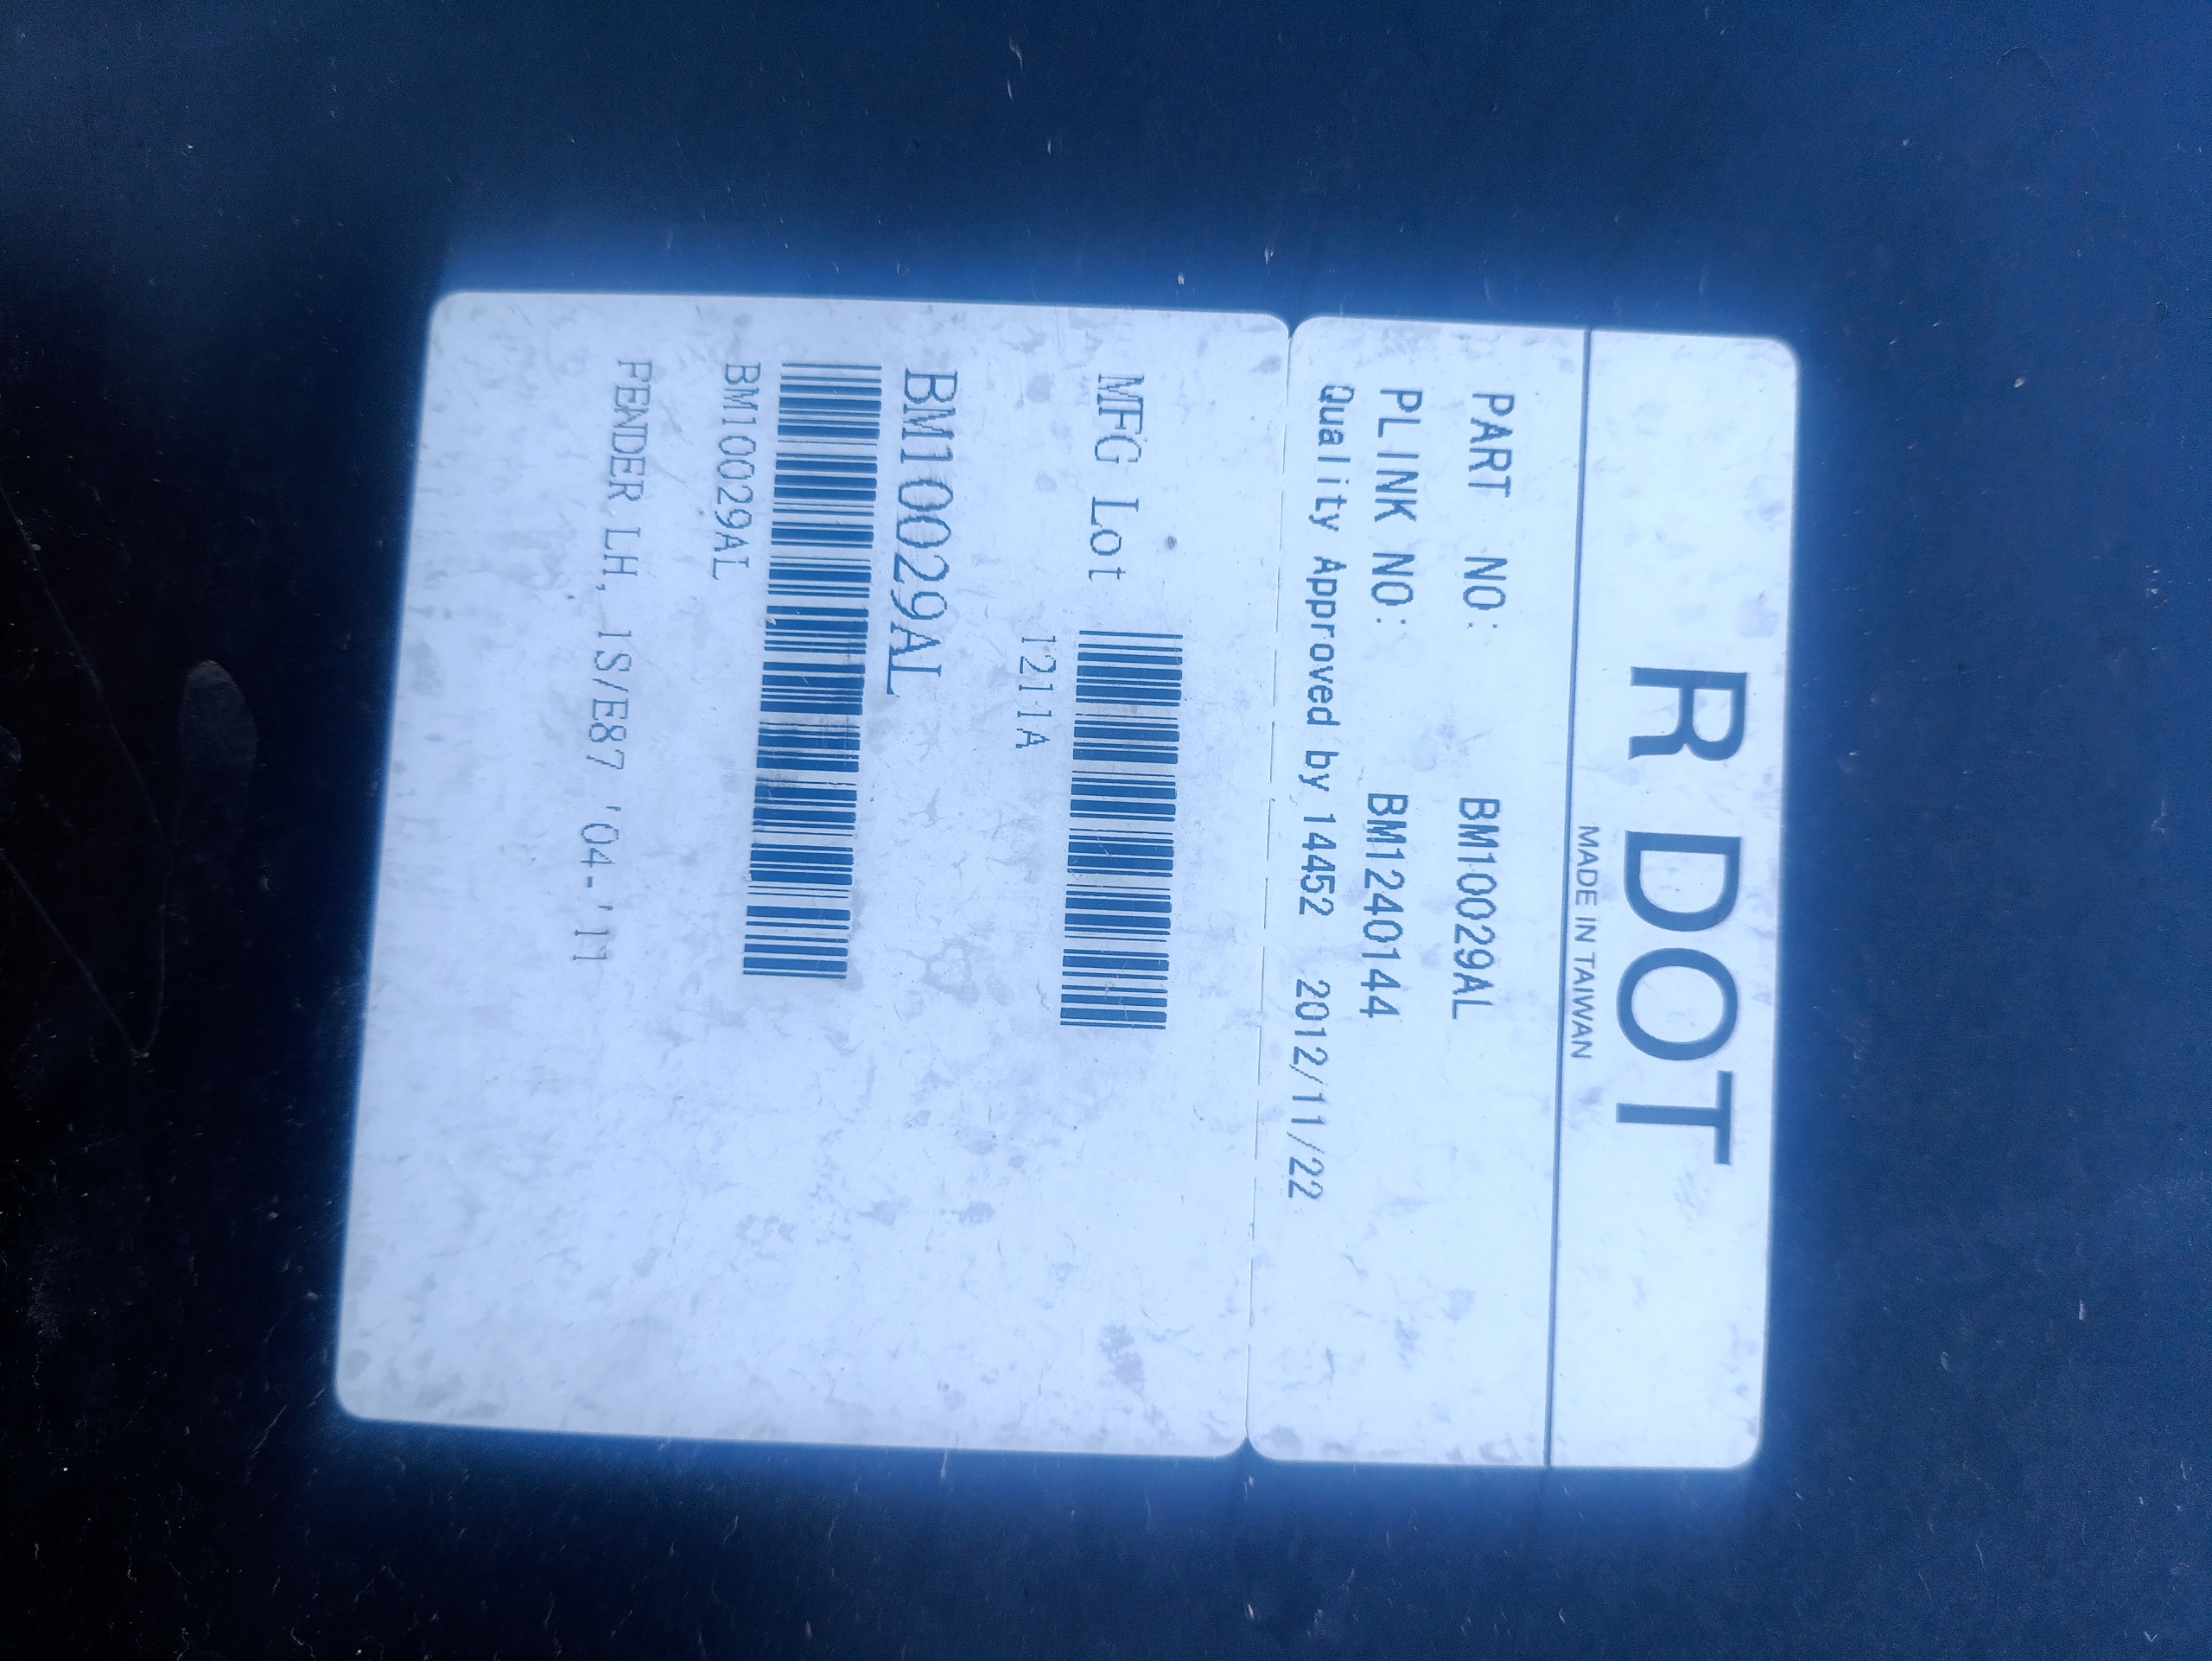 R DOT
MADE IN TAIWAN
PART NO: BM10029AL
PLINK NO: BM1240144
Quality Approved by 14452 2012/11/22
MFG Lot
1211A
BM10029AL
BM10029AL
FENDER LH, 1S/E87 '04-'11